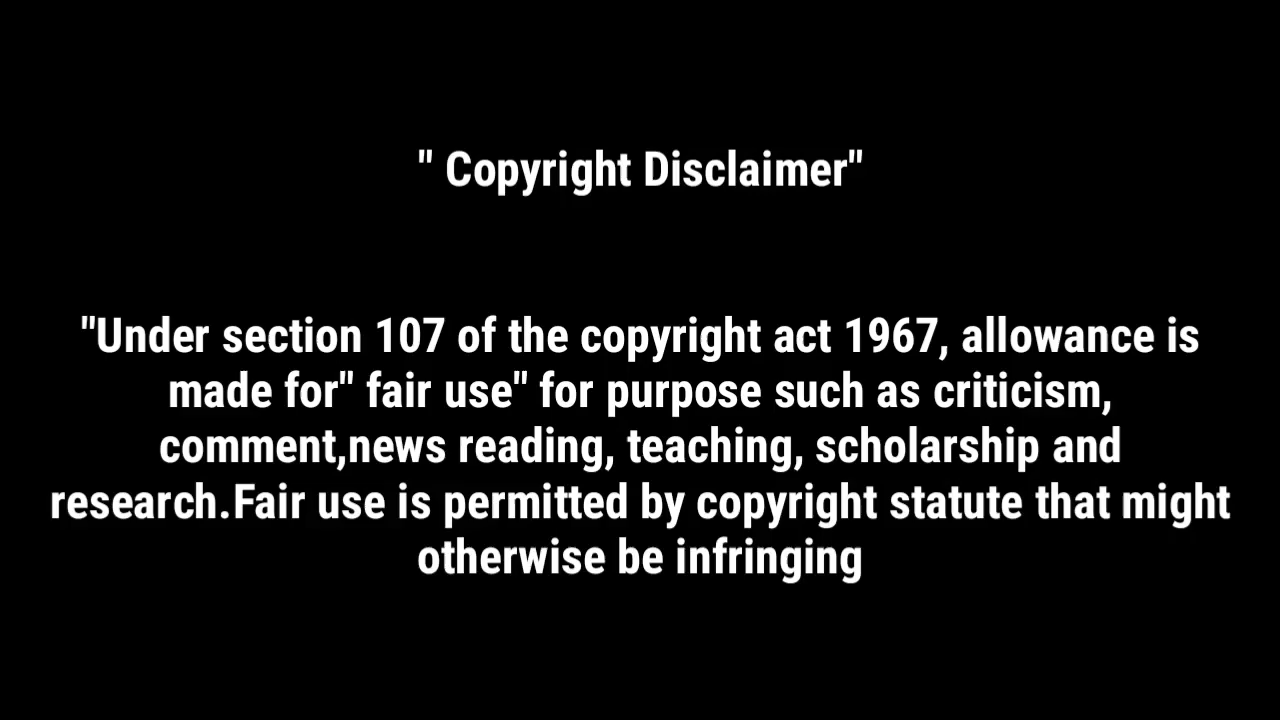 " Copyright Disclaimer"
"Under section 107 of the copyright act 1967, allowance is
made for" fair use" for purpose such as criticism,
comment,news reading, teaching, scholarship and
research.Fair use is permitted by copyright statute that might
otherwise be infringing